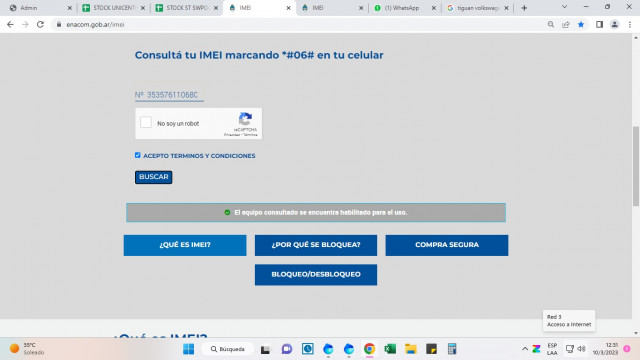 Admin
STOCK UNICENT
STOCK ST SWPO
IMEI
IMEI
WhatsApp
tiguan volkswage
enacom.gob.ar/imei
Consultá tu IMEI marcando *#06# en tu celular
Nº 35357611068C
No soy un robot
reCAPTCHA
Privacidad - Términos
ACEPTO TERMINOS Y CONDICIONES
BUSCAR
El equipo consultado se encuentra habilitado para el uso.
¿QUÉ ES IMEI?
¿POR QUÉ SE BLOQUEA?
COMPRA SEGURA
BLOQUEO/DESBLOQUEO
Red 3
Acceso a Internet
¿Qué es IMEI?
Soleado
Búsqueda
ESP
LAA
12:31
10/3/2023